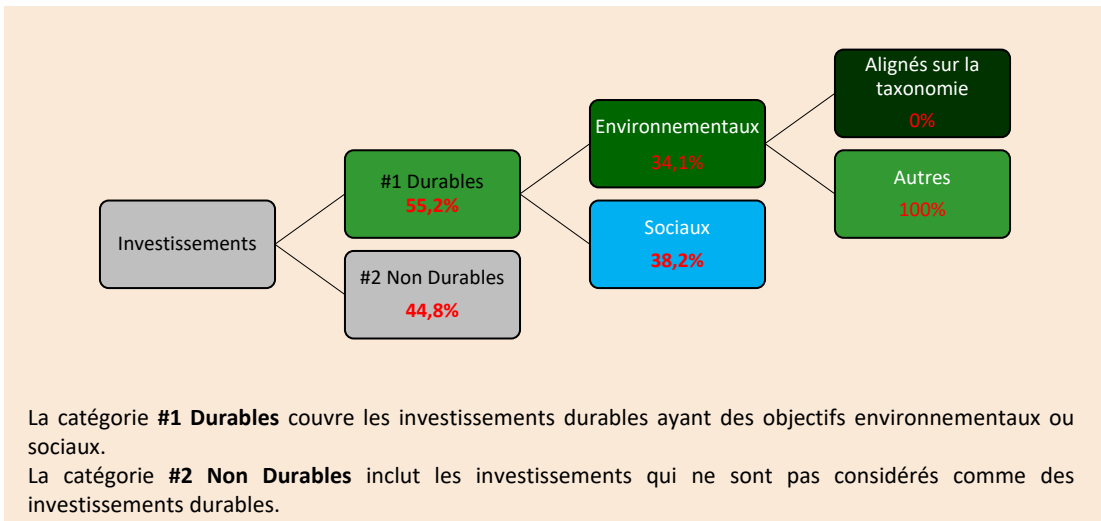 Investissements
#1 Durables
55,2%
#2 Non Durables
44,8%
Environnementaux
34,1%
Sociaux
38,2%
Alignés sur la
taxonomie
0%
Autres
100%
La catégorie #1 Durables couvre les investissements durables ayant des objectifs environnementaux ou
sociaux.
La catégorie #2 Non Durables inclut les investissements qui ne sont pas considérés comme des
investissements durables.